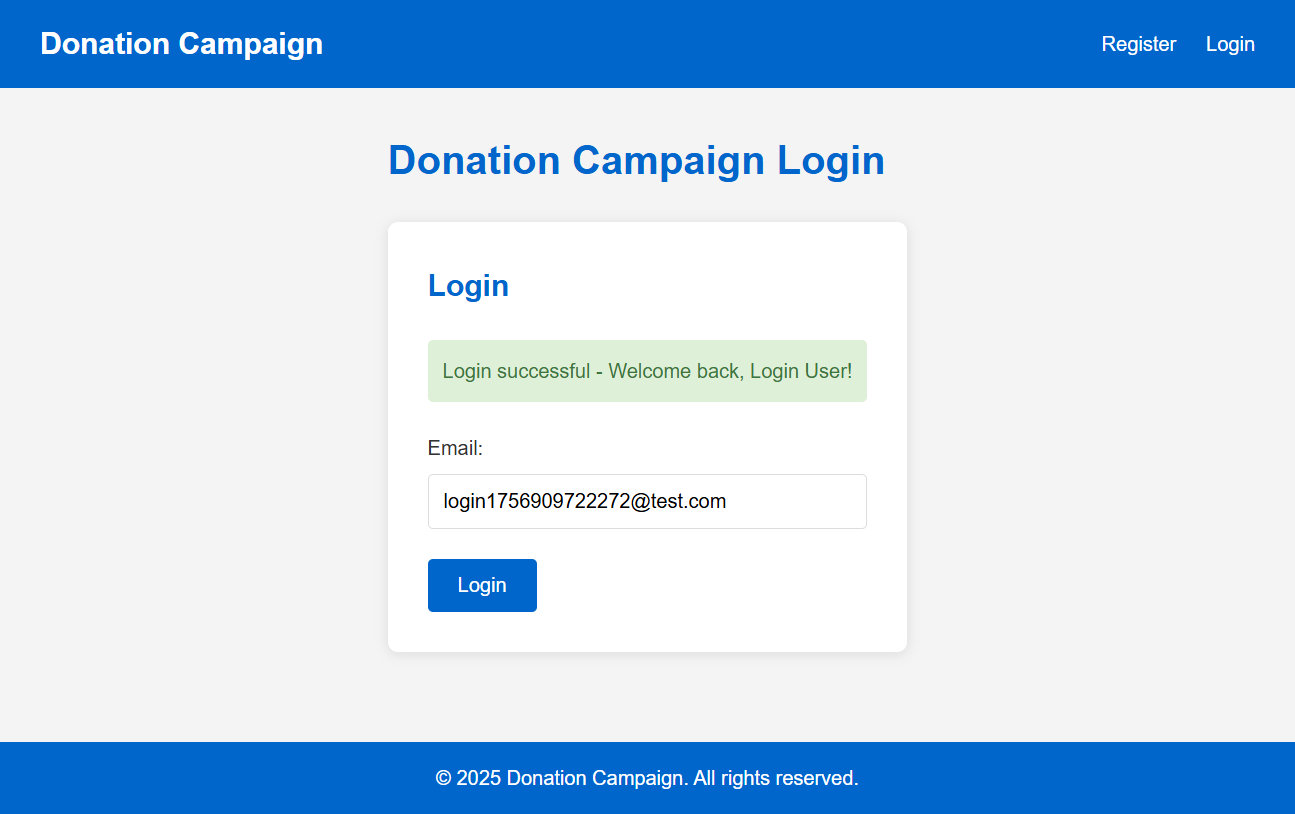 Donation Campaign
Register
Login
Donation Campaign Login
Login
Login successful - Welcome back, Login User!
Email:
login1756909722272@test.com
Login
© 2025 Donation Campaign. All rights reserved.